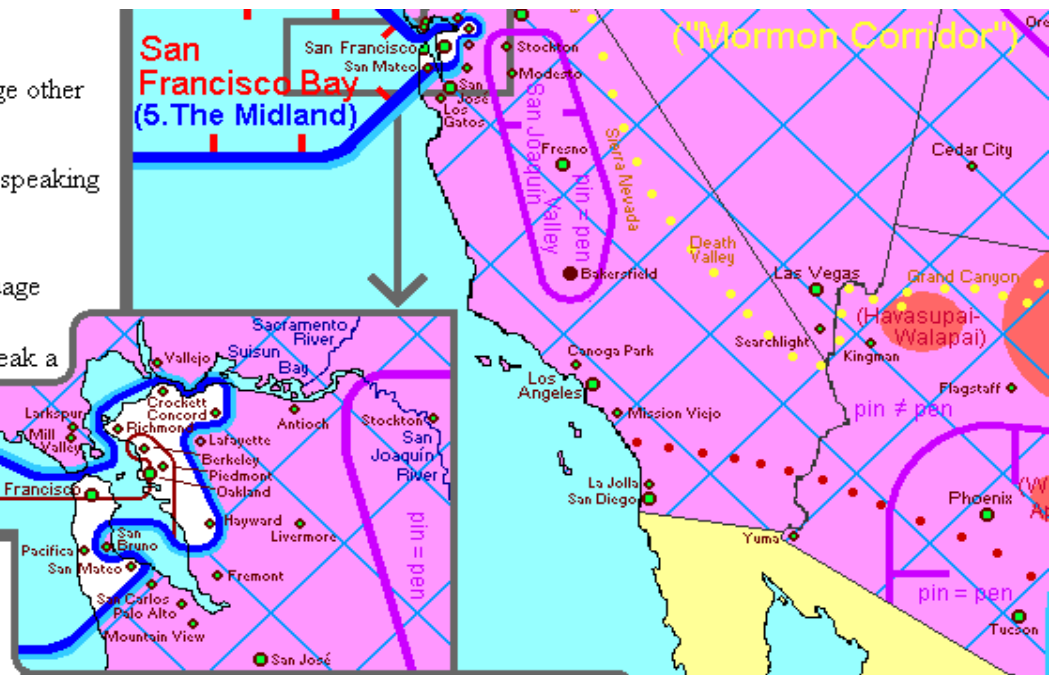 ge other
speaking
uage
eak a
San
Francisco Bay
(5.The Midland)
San Francisco
San Mateo
San
José
Los
Gatos
Stockton
Modesto
San Joaquin
Valley
pin = pen
Fresno
Bakersfield
Sierra Nevada
Death
Valley
("Mormon Corridor")
Ore
Cedar City
Las Vegas
Grand Canyon
(Havasupai-
Walapai)
Searchlight
Kingman
Flagstaff
Canoga Park
Los
Angeles
Mission Viejo
La Jolla
San Diego
Yuma
pin ≠ pen
Phoenix
(W
Ap
pin = pen
Tucson
Sacramento
River
Suisun
Bay
Vallejo
Crockett
Concord
Richmond
Larkspur
Mill
Valley
Antioch
Stockton
San
Joaquín
River
Lafayette
Berkeley
Piedmont
Oakland
Francisco
Hayward
Livermore
San
Bruno
Pacifica
San Mateo
Fremont
San Carlos
Palo Alto
Mountain View
San José
pin = pen